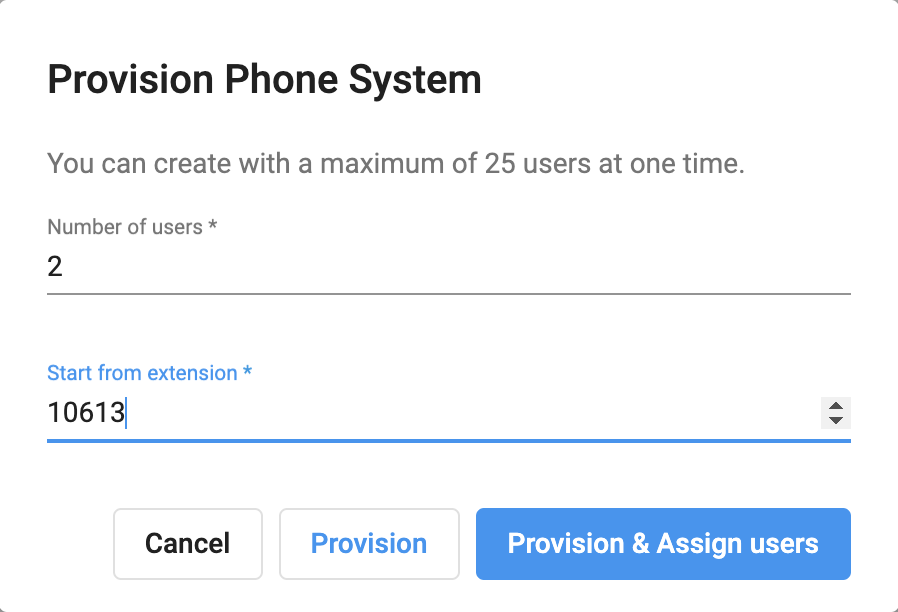 Provision Phone System
You can create with a maximum of 25 users at one time.
Number of users *
2
Start from extension *
10613
Cancel
Provision
Provision & Assign users